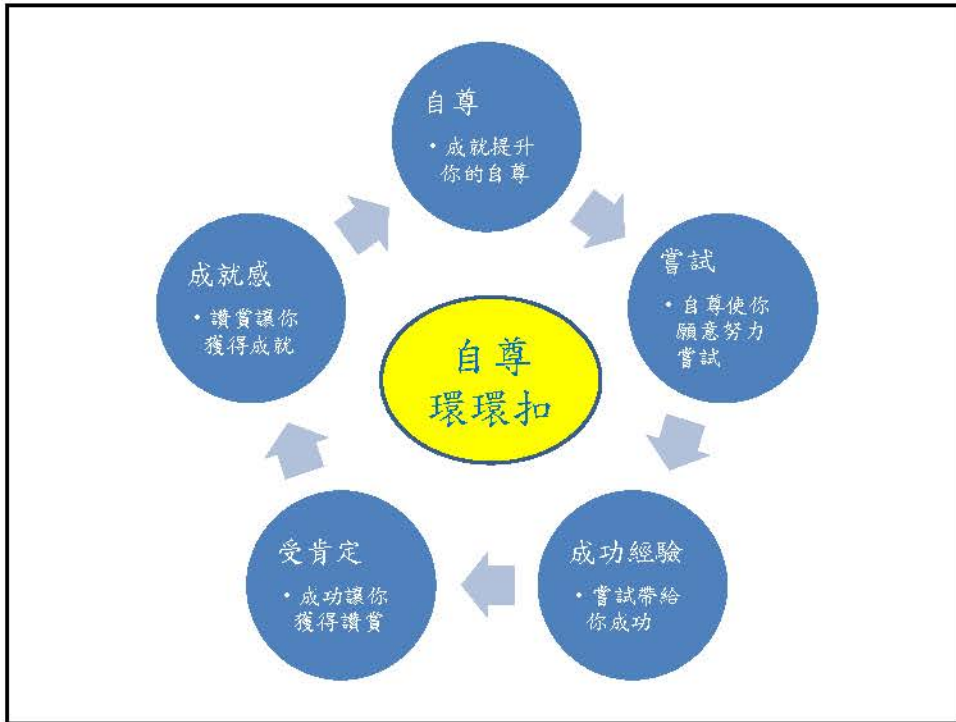 自尊
• 成就提升
你的自尊
嘗試
• 自尊使你
願意努力
嘗試
成功經驗
• 嘗試帶給
你成功
受肯定
• 成功讓你
獲得讚賞
成就感
• 讚賞讓你
獲得成就
自尊
環環扣